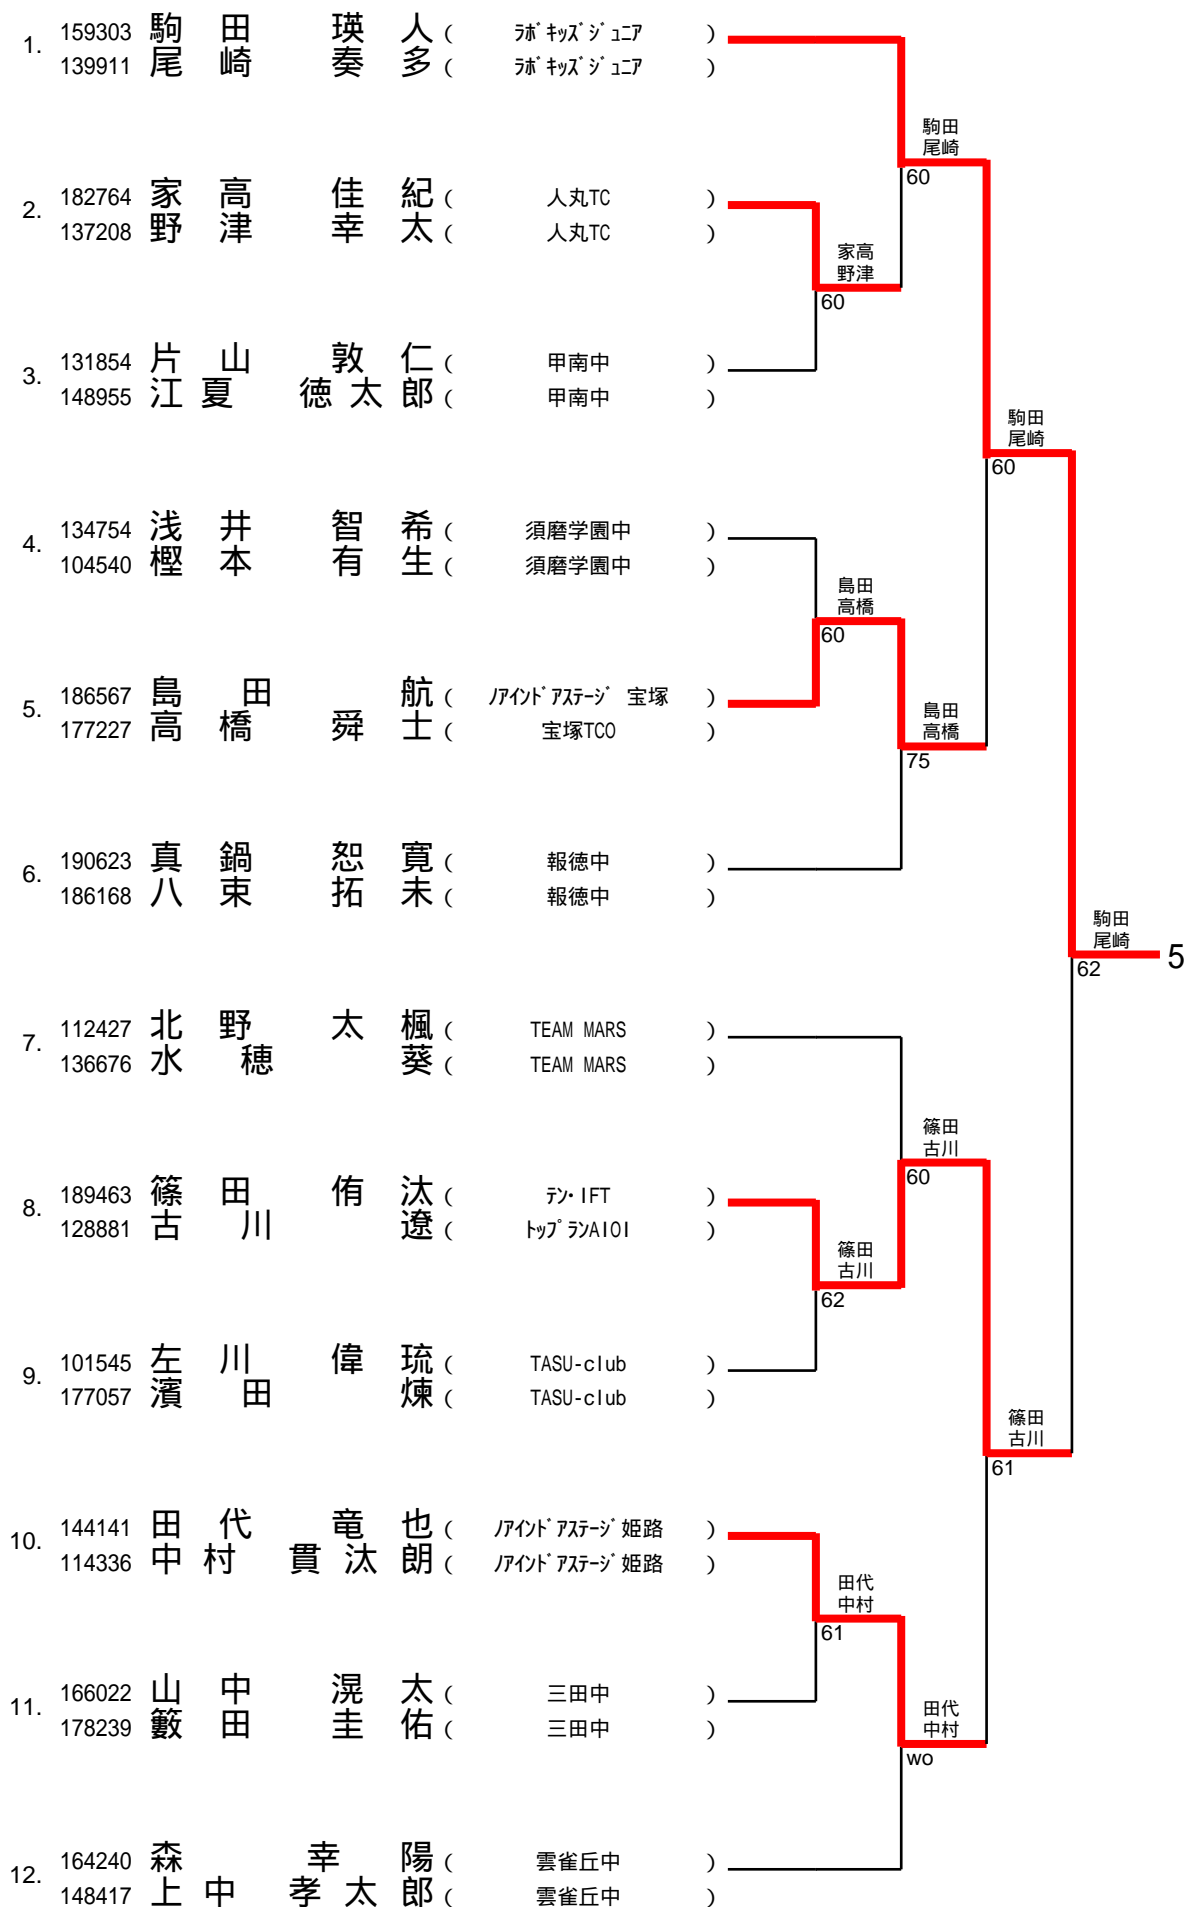 1. 159303 駒田 瑛人 ( ラボキッズジュニア )
139911 尾崎 奏多 ( ラボキッズジュニア )
駒田
尾崎
60
2. 182764 家高 佳紀 ( 人丸TC )
137208 野津 幸太 ( 人丸TC )
家高
野津
60
3. 131854 片山 敦仁 ( 甲南中 )
148955 江夏 徳太郎 ( 甲南中 )
駒田
尾崎
60
4. 134754 浅井 智希 ( 須磨学園中 )
104540 樫本 有生 ( 須磨学園中 )
島田
高橋
60
5. 186567 島田 航 ( ノアインドアステージ 宝塚 )
177227 高橋 舜士 ( 宝塚TCO )
島田
高橋
75
6. 190623 真鍋 恕寛 ( 報徳中 )
186168 八束 拓未 ( 報徳中 )
駒田
尾崎
62
5
7. 112427 北野 太楓 ( TEAM MARS )
136676 水穂 葵 ( TEAM MARS )
篠田
古川
60
8. 189463 篠田 侑汰 ( テン・IFT )
128881 古川 遼 ( トップランAIOI )
篠田
古川
62
9. 101545 左川 偉琉 ( TASU-club )
177057 濱田 煉 ( TASU-club )
篠田
古川
61
10. 144141 田代 竜也 ( ノアインドアステージ姫路 )
114336 中村 貫汰朗 ( ノアインドアステージ姫路 )
田代
中村
61
11. 166022 山中 滉太 ( 三田中 )
178239 籔田 圭佑 ( 三田中 )
田代
中村
wo
12. 164240 森 幸陽 ( 雲雀丘中 )
148417 上中 孝太郎 ( 雲雀丘中 )